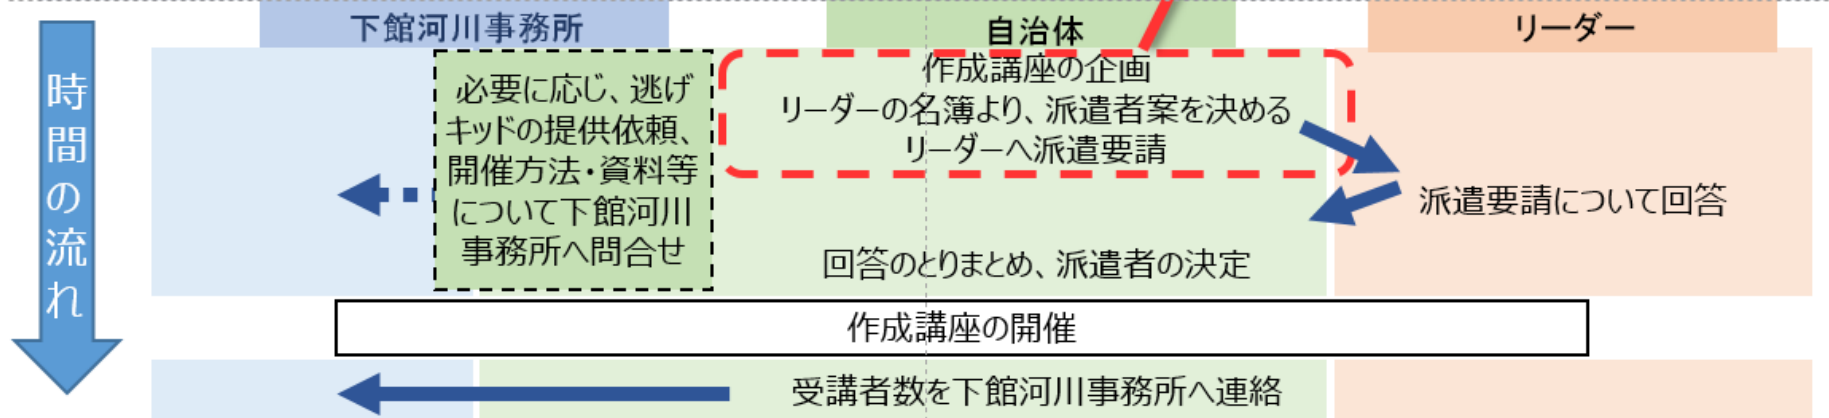 下館河川事務所
自治体
リーダー
時間の流れ
必要に応じ、逃げ
キッドの提供依頼、
開催方法・資料等
について下館河川
事務所へ問合せ
作成講座の企画
リーダーの名簿より、派遣者案を決める
リーダーへ派遣要請
派遣要請について回答
回答のとりまとめ、派遣者の決定
作成講座の開催
受講者数を下館河川事務所へ連絡